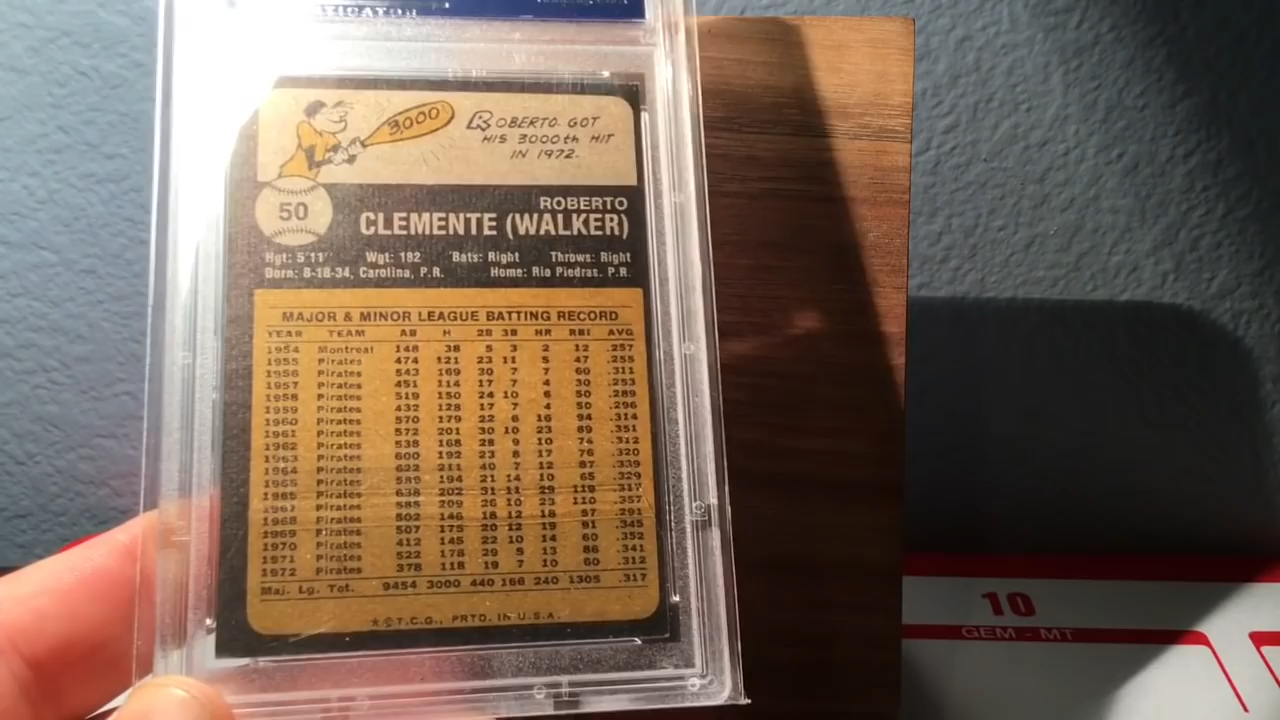 3,000
ROBERTO GOT
HIS 3000th HIT
IN 1972.
50
ROBERTO
CLEMENTE (WALKER)
Hgt: 5'11" Wgt: 182 Bats: Right Throws: Right
Born: 8-18-34, Carolina, P.R. Home: Rio Piedras, P.R.
MAJOR & MINOR LEAGUE BATTING RECORD
YEAR TEAM AB H 2B 3B HR RBI AVG
1954 Montreal 148 38 5 3 2 12 .257
1955 Pirates 474 121 23 11 5 47 .255
1956 Pirates 543 169 30 7 7 60 .311
1957 Pirates 451 114 17 7 4 30 .253
1958 Pirates 519 150 24 10 6 50 .289
1959 Pirates 432 128 17 7 4 50 .296
1960 Pirates 570 179 22 6 16 94 .314
1961 Pirates 572 201 30 10 23 89 .351
1962 Pirates 538 168 28 9 10 74 .312
1963 Pirates 600 192 23 8 17 76 .320
1964 Pirates 622 211 40 7 12 87 .339
1965 Pirates 589 194 21 14 10 65 .329
1966 Pirates 638 202 31 11 29 119 .317
1967 Pirates 585 209 26 10 23 110 .357
1968 Pirates 502 146 18 12 18 57 .291
1969 Pirates 507 175 20 12 19 91 .345
1970 Pirates 412 145 22 10 14 60 .352
1971 Pirates 522 178 29 5 13 86 .341
1972 Pirates 378 118 19 7 10 60 .312
Maj. Lg. Tot. 9454 3000 440 166 240 1305 .317
★©T.C.G., PRTD. IN U.S.A.
10
GEM - MT